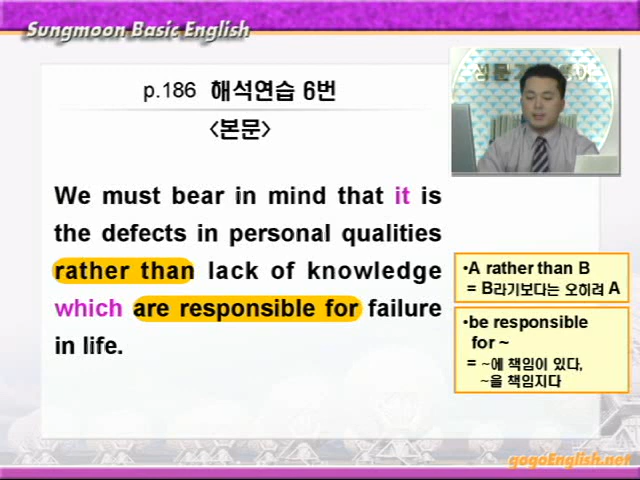 Sungmoon Basic English
p.186 해석연습 6번
<본문>
We must bear in mind that it is
the defects in personal qualities
rather than lack of knowledge
which are responsible for failure
in life.
•A rather than B
= B라기보다는 오히려 A
•be responsible
for ~
= ~에 책임이 있다,
~을 책임지다
gogoEnglish.net